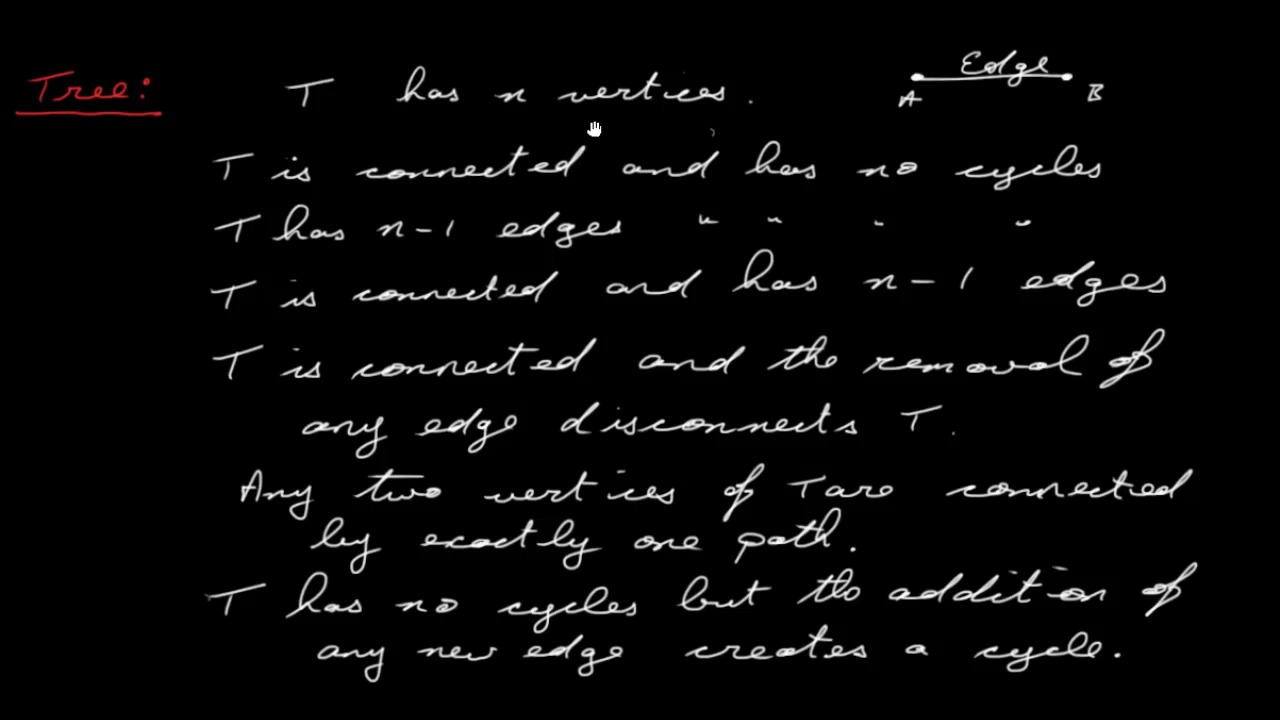 Tree: T has n vertices. Edge
A B
T is connected and has no cycles
T has n-1 edges " " " "
T is connected and has n-1 edges
T is connected and the removal of
any edge disconnects T.
Any two vertices of T are connected
by exactly one path.
T has no cycles but the addition of
any new edge creates a cycle.